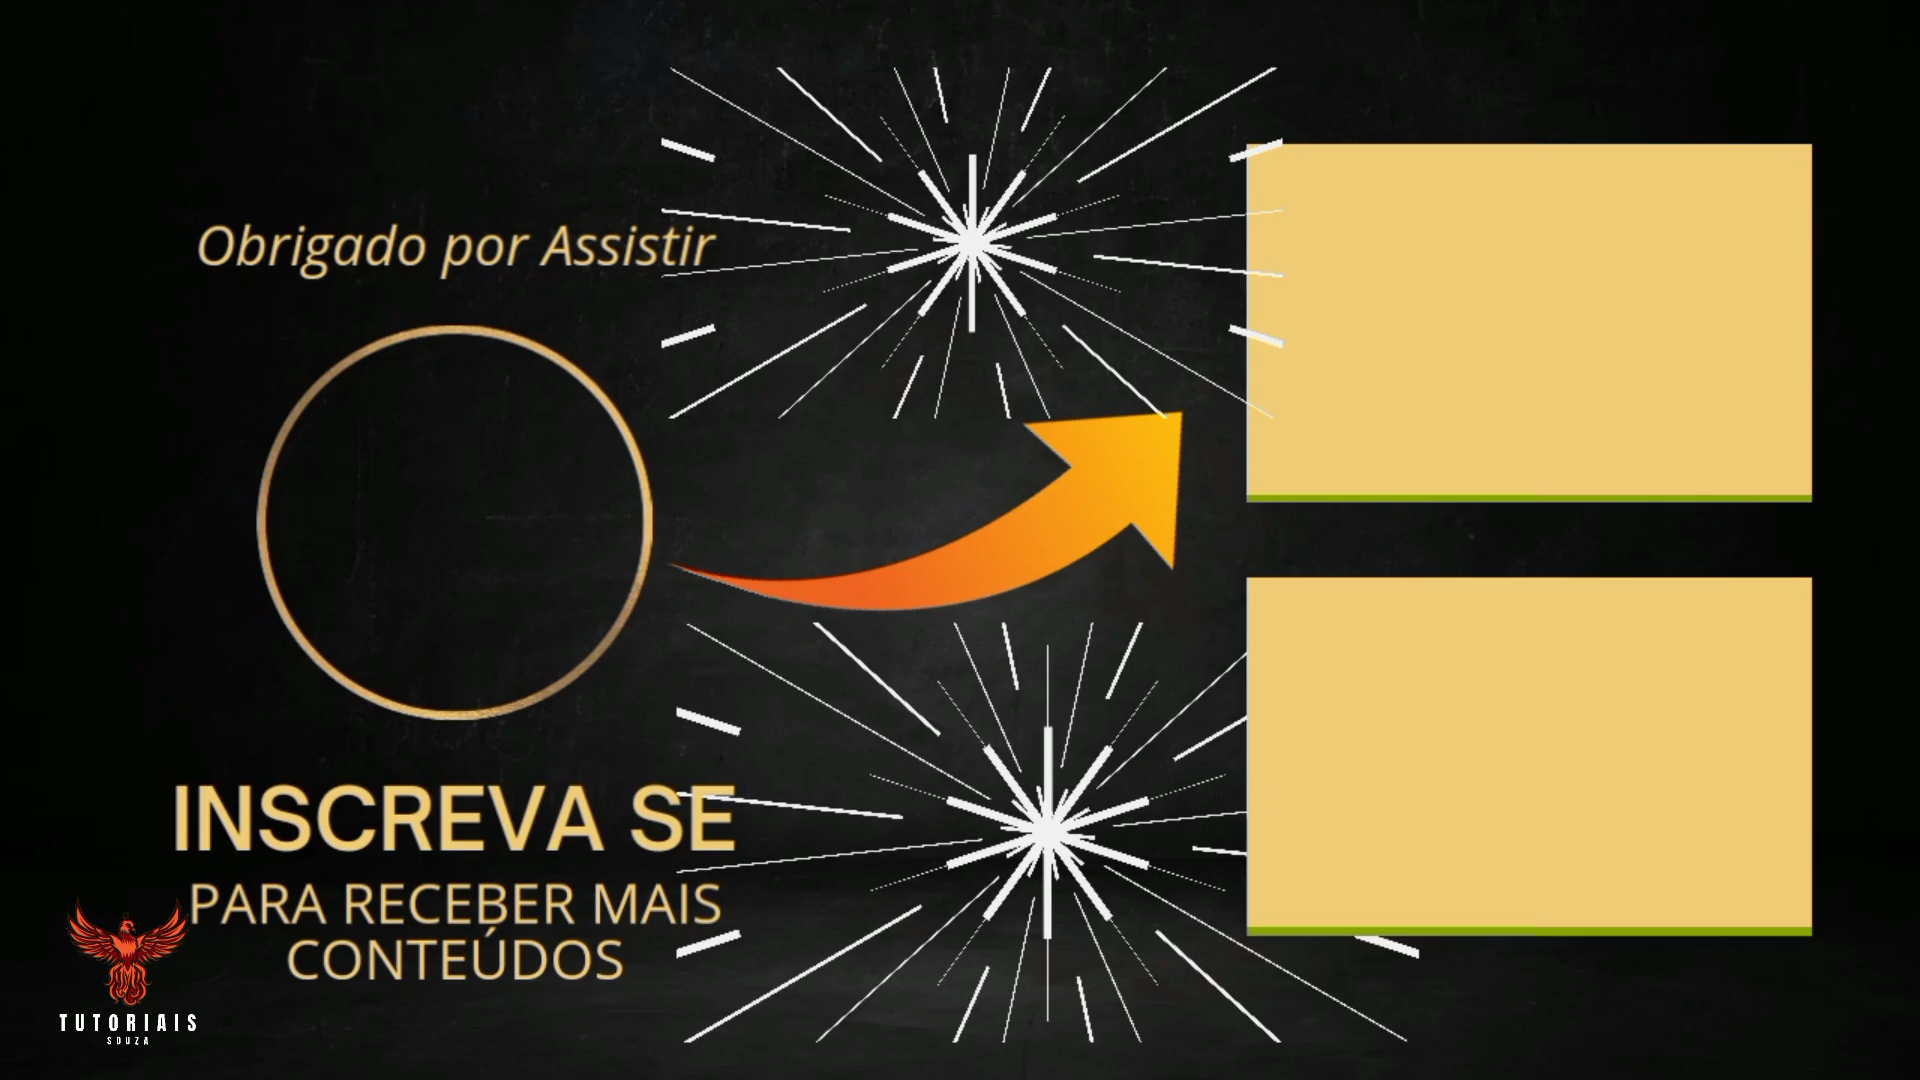 Obrigado por Assistir
INSCREVA SE
PARA RECEBER MAIS
CONTEÚDOS
TUTORIAIS
SOUZA